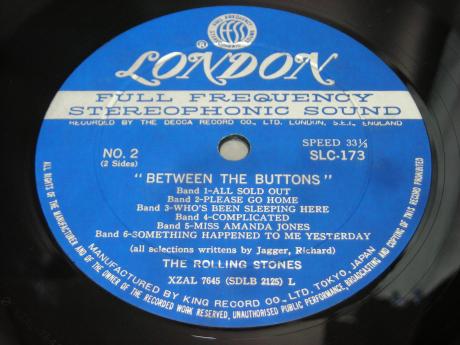 LONDON
®
FULL FREQUENCY
STEREOPHONIC SOUND
RECORDED BY THE DECCA RECORD CO., LTD. LONDON, S.E.I., ENGLAND
NO. 2
(2 Sides)
SPEED 33⅓
SLC-173
"BETWEEN THE BUTTONS"
Band 1-ALL SOLD OUT
Band 2-PLEASE GO HOME
Band 3-WHO'S BEEN SLEEPING HERE
Band 4-COMPLICATED
Band 5-MISS AMANDA JONES
Band 6-SOMETHING HAPPENED TO ME YESTERDAY
(all selections writtens by Jagger, Richard)
THE ROLLING STONES
XZAL 7645 (SDLB 2125) L
MANUFACTURED BY KING RECORD CO., LTD, TOKYO, JAPAN
ALL RIGHTS OF THE MANUFACTURER AND OF THE OWNER OF THE RECORDED WORK RESERVED. UNAUTHORISED PUBLIC PERFORMANCE, BROADCASTING AND COPYING OF THIS RECORD PROHIBITED